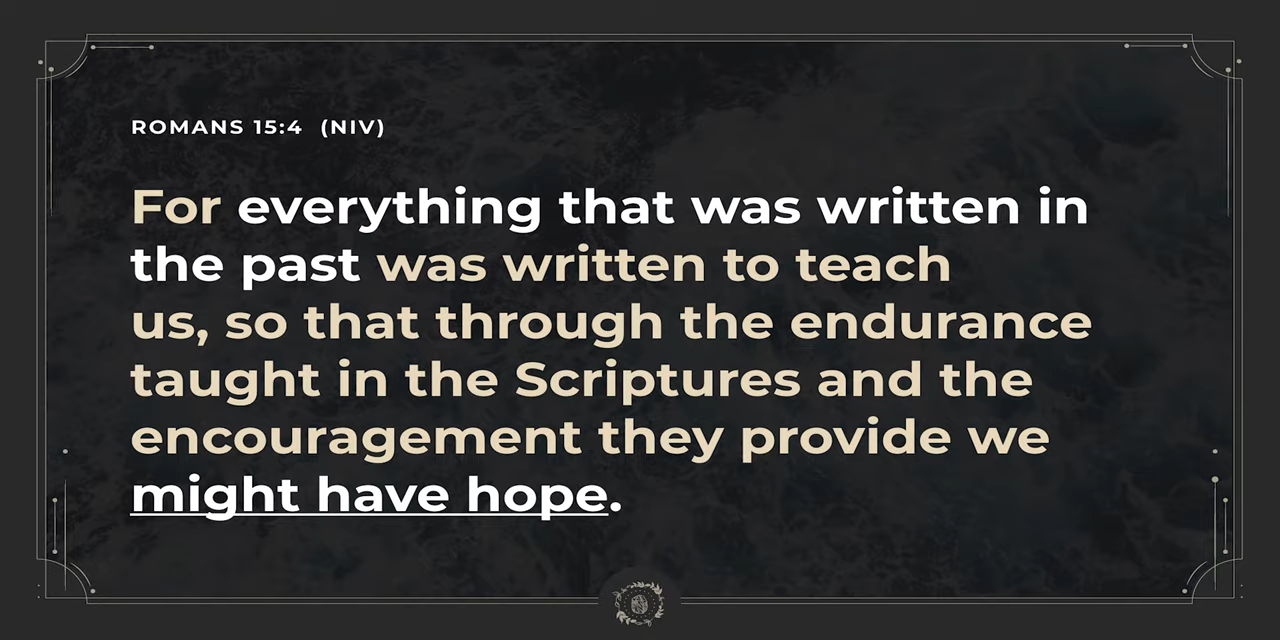 ROMANS 15:4 (NIV)
For everything that was written in
the past was written to teach
us, so that through the endurance
taught in the Scriptures and the
encouragement they provide we
might have hope.